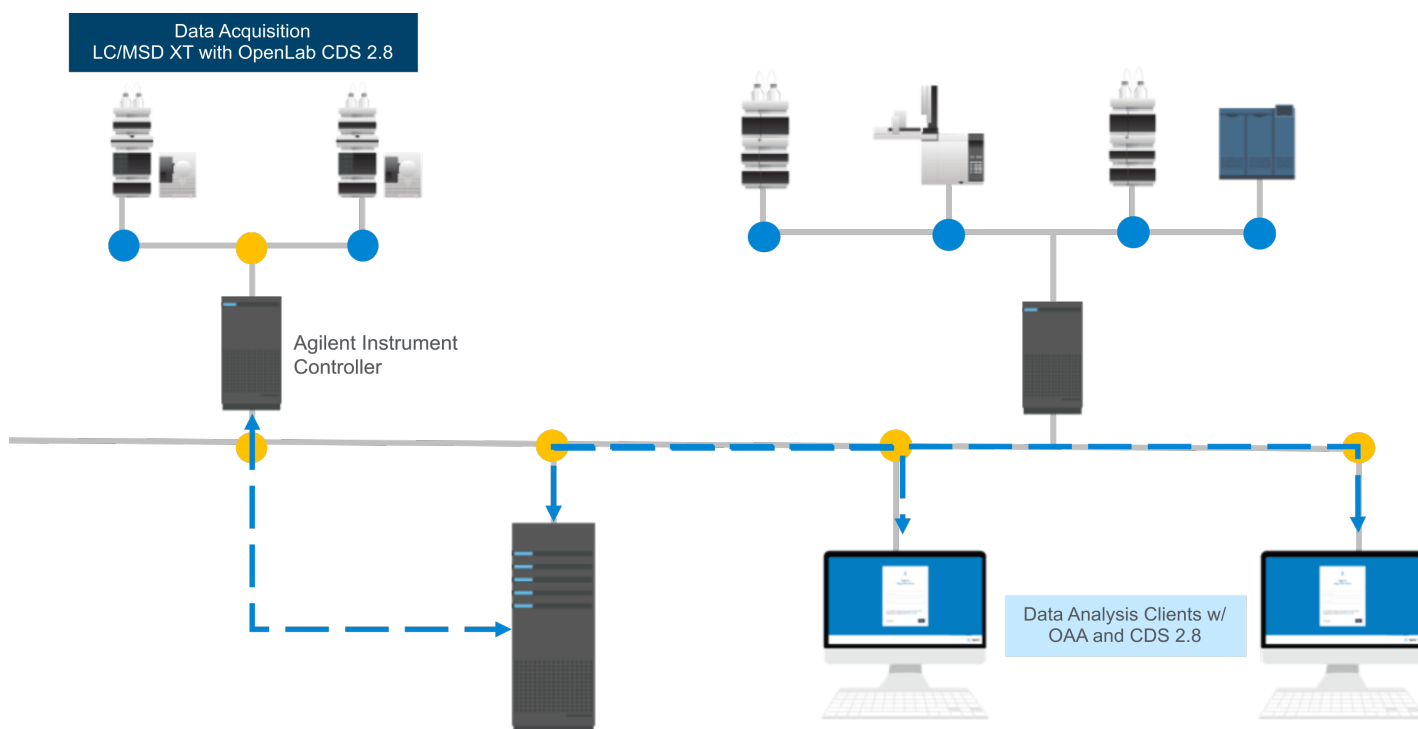 Data Acquisition
LC/MSD XT with OpenLab CDS 2.8
Agilent Instrument
Controller
Data Analysis Clients w/
OAA and CDS 2.8